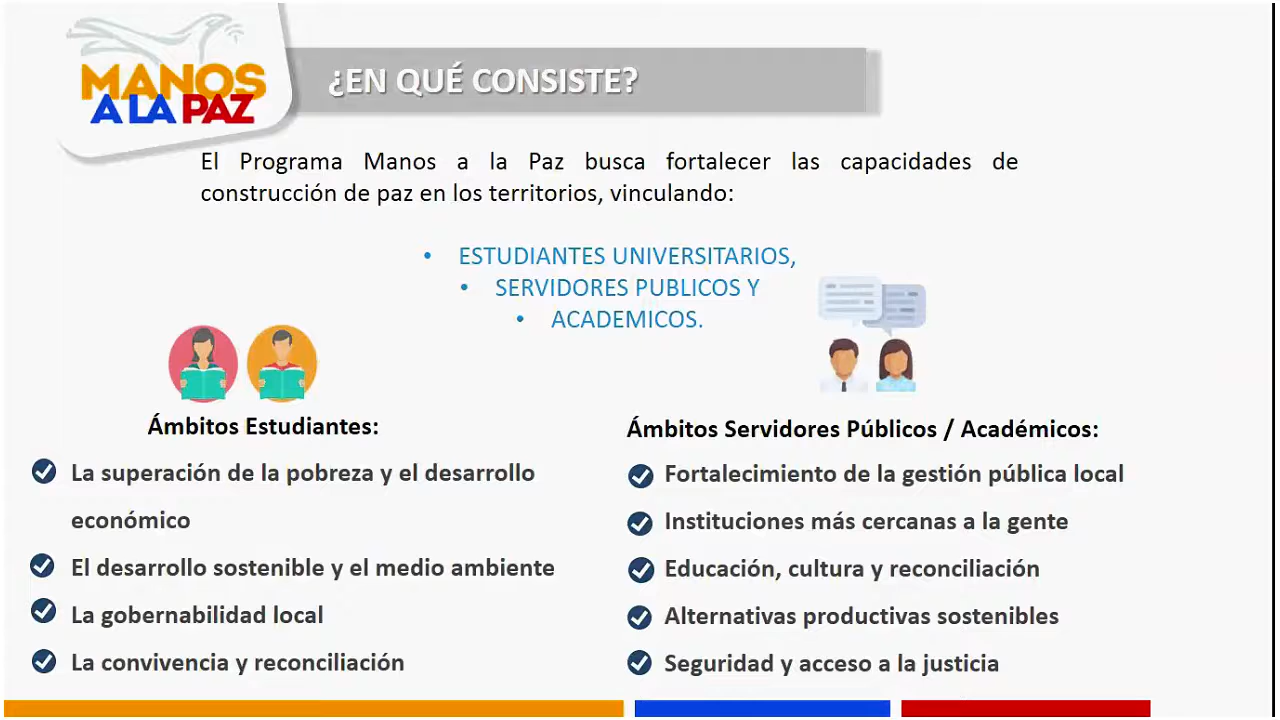 MANOS
A LA PAZ
¿EN QUÉ CONSISTE?
El Programa Manos a la Paz busca fortalecer las capacidades de
construcción de paz en los territorios, vinculando:
• ESTUDIANTES UNIVERSITARIOS,
• SERVIDORES PUBLICOS Y
• ACADEMICOS.
Ámbitos Estudiantes:
La superación de la pobreza y el desarrollo
económico
El desarrollo sostenible y el medio ambiente
La gobernabilidad local
La convivencia y reconciliación
Ámbitos Servidores Públicos / Académicos:
Fortalecimiento de la gestión pública local
Instituciones más cercanas a la gente
Educación, cultura y reconciliación
Alternativas productivas sostenibles
Seguridad y acceso a la justicia